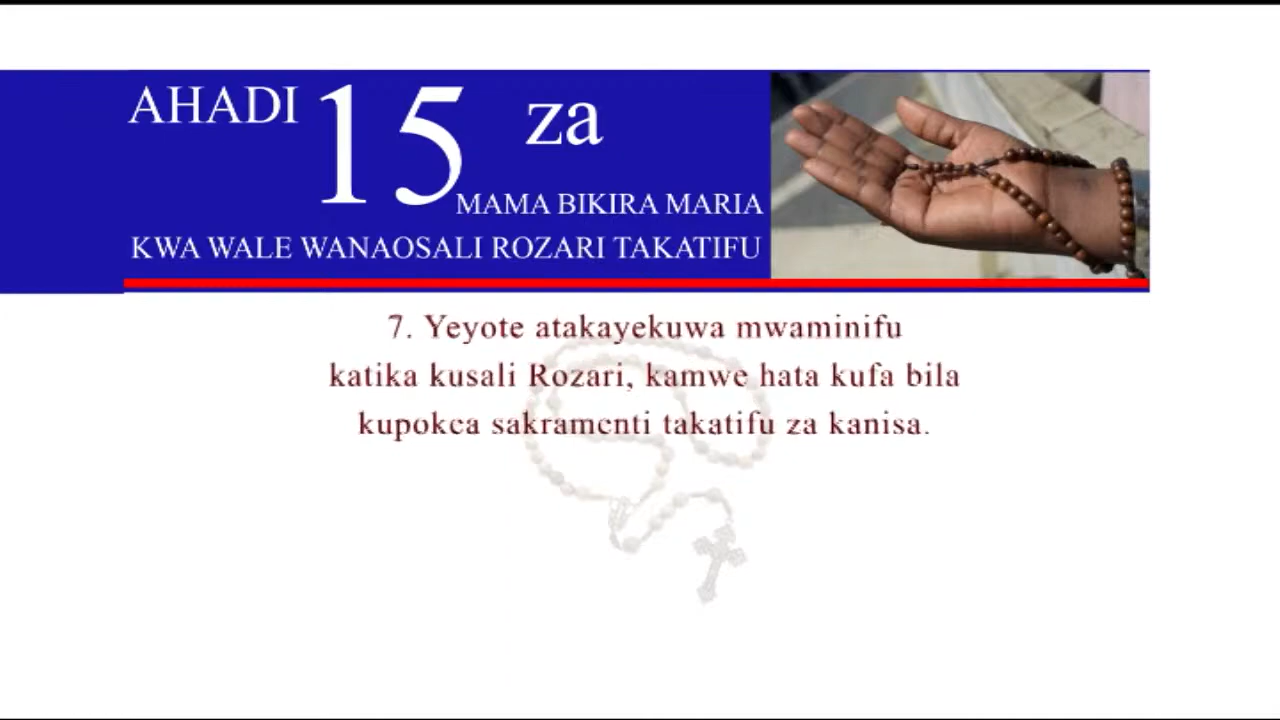 AHADI 15 za
MAMA BIKIRA MARIA
KWA WALE WANAOSALI ROZARI TAKATIFU
7. Yeyote atakayekuwa mwaminifu
katika kusali Rozari, kamwe hata kufa bila
kupokea sakramenti takatifu za kanisa.